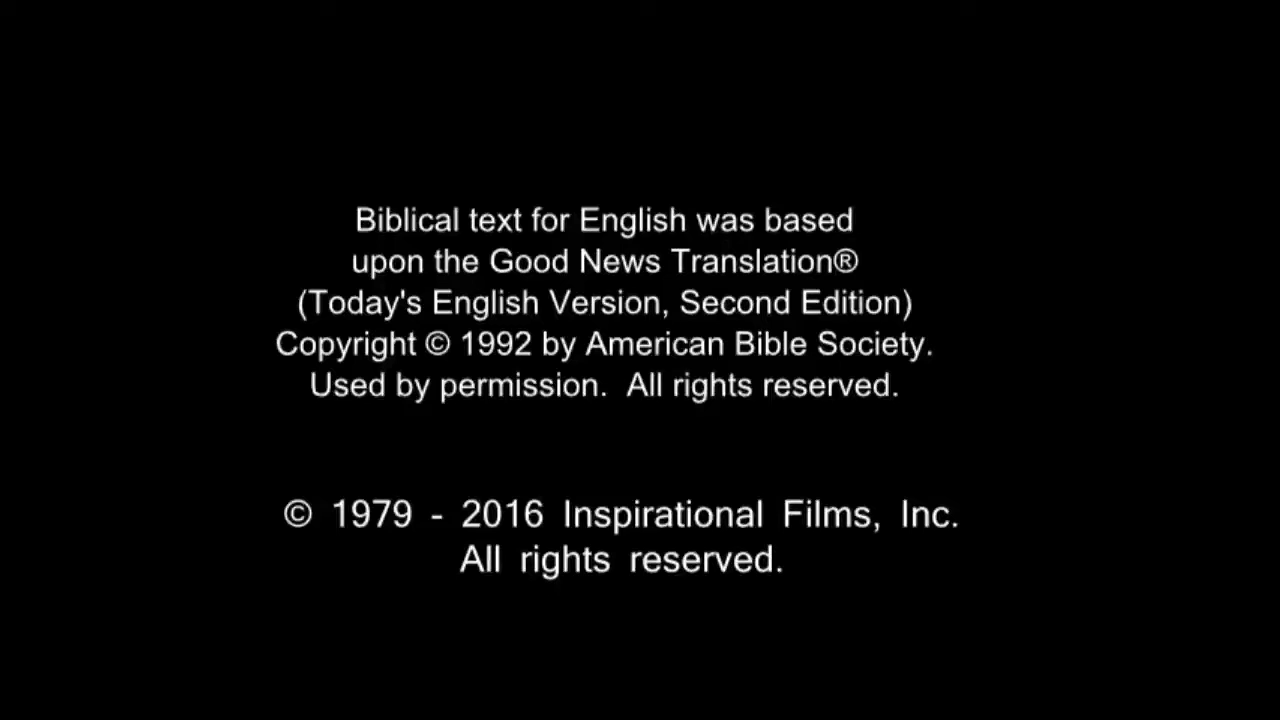 Biblical text for English was based
upon the Good News Translation®
(Today's English Version, Second Edition)
Copyright © 1992 by American Bible Society.
Used by permission.  All rights reserved.
© 1979 - 2016 Inspirational Films, Inc.
All rights reserved.